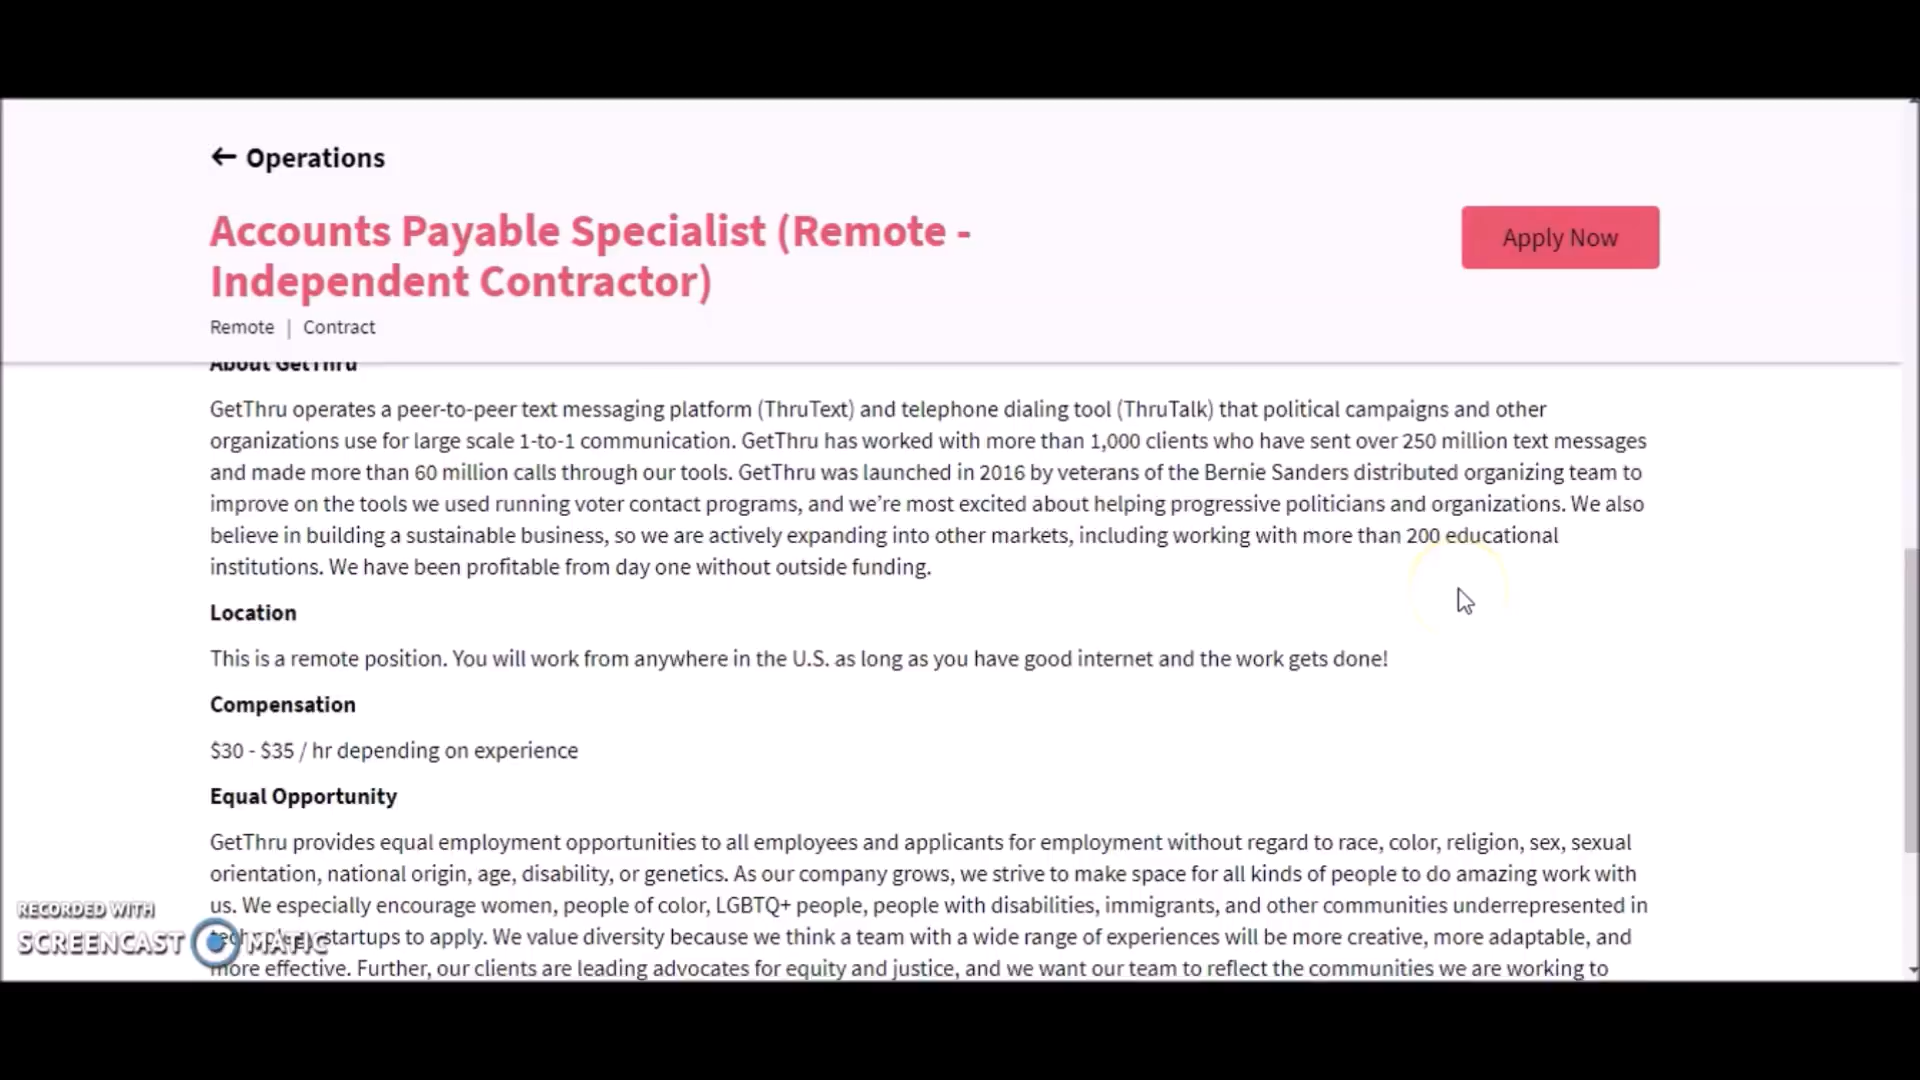 ← Operations
Accounts Payable Specialist (Remote -
Independent Contractor)
Apply Now
Remote | Contract
About GetThru
GetThru operates a peer-to-peer text messaging platform (ThruText) and telephone dialing tool (ThruTalk) that political campaigns and other
organizations use for large scale 1-to-1 communication. GetThru has worked with more than 1,000 clients who have sent over 250 million text messages
and made more than 60 million calls through our tools. GetThru was launched in 2016 by veterans of the Bernie Sanders distributed organizing team to
improve on the tools we used running voter contact programs, and we’re most excited about helping progressive politicians and organizations. We also
believe in building a sustainable business, so we are actively expanding into other markets, including working with more than 200 educational
institutions. We have been profitable from day one without outside funding.
Location
This is a remote position. You will work from anywhere in the U.S. as long as you have good internet and the work gets done!
Compensation
$30 - $35 / hr depending on experience
Equal Opportunity
GetThru provides equal employment opportunities to all employees and applicants for employment without regard to race, color, religion, sex, sexual
orientation, national origin, age, disability, or genetics. As our company grows, we strive to make space for all kinds of people to do amazing work with
us. We especially encourage women, people of color, LGBTQ+ people, people with disabilities, immigrants, and other communities underrepresented in
technology startups to apply. We value diversity because we think a team with a wide range of experiences will be more creative, more adaptable, and
more effective. Further, our clients are leading advocates for equity and justice, and we want our team to reflect the communities we are working to
RECORDED WITH
SCREENCAST MATIC